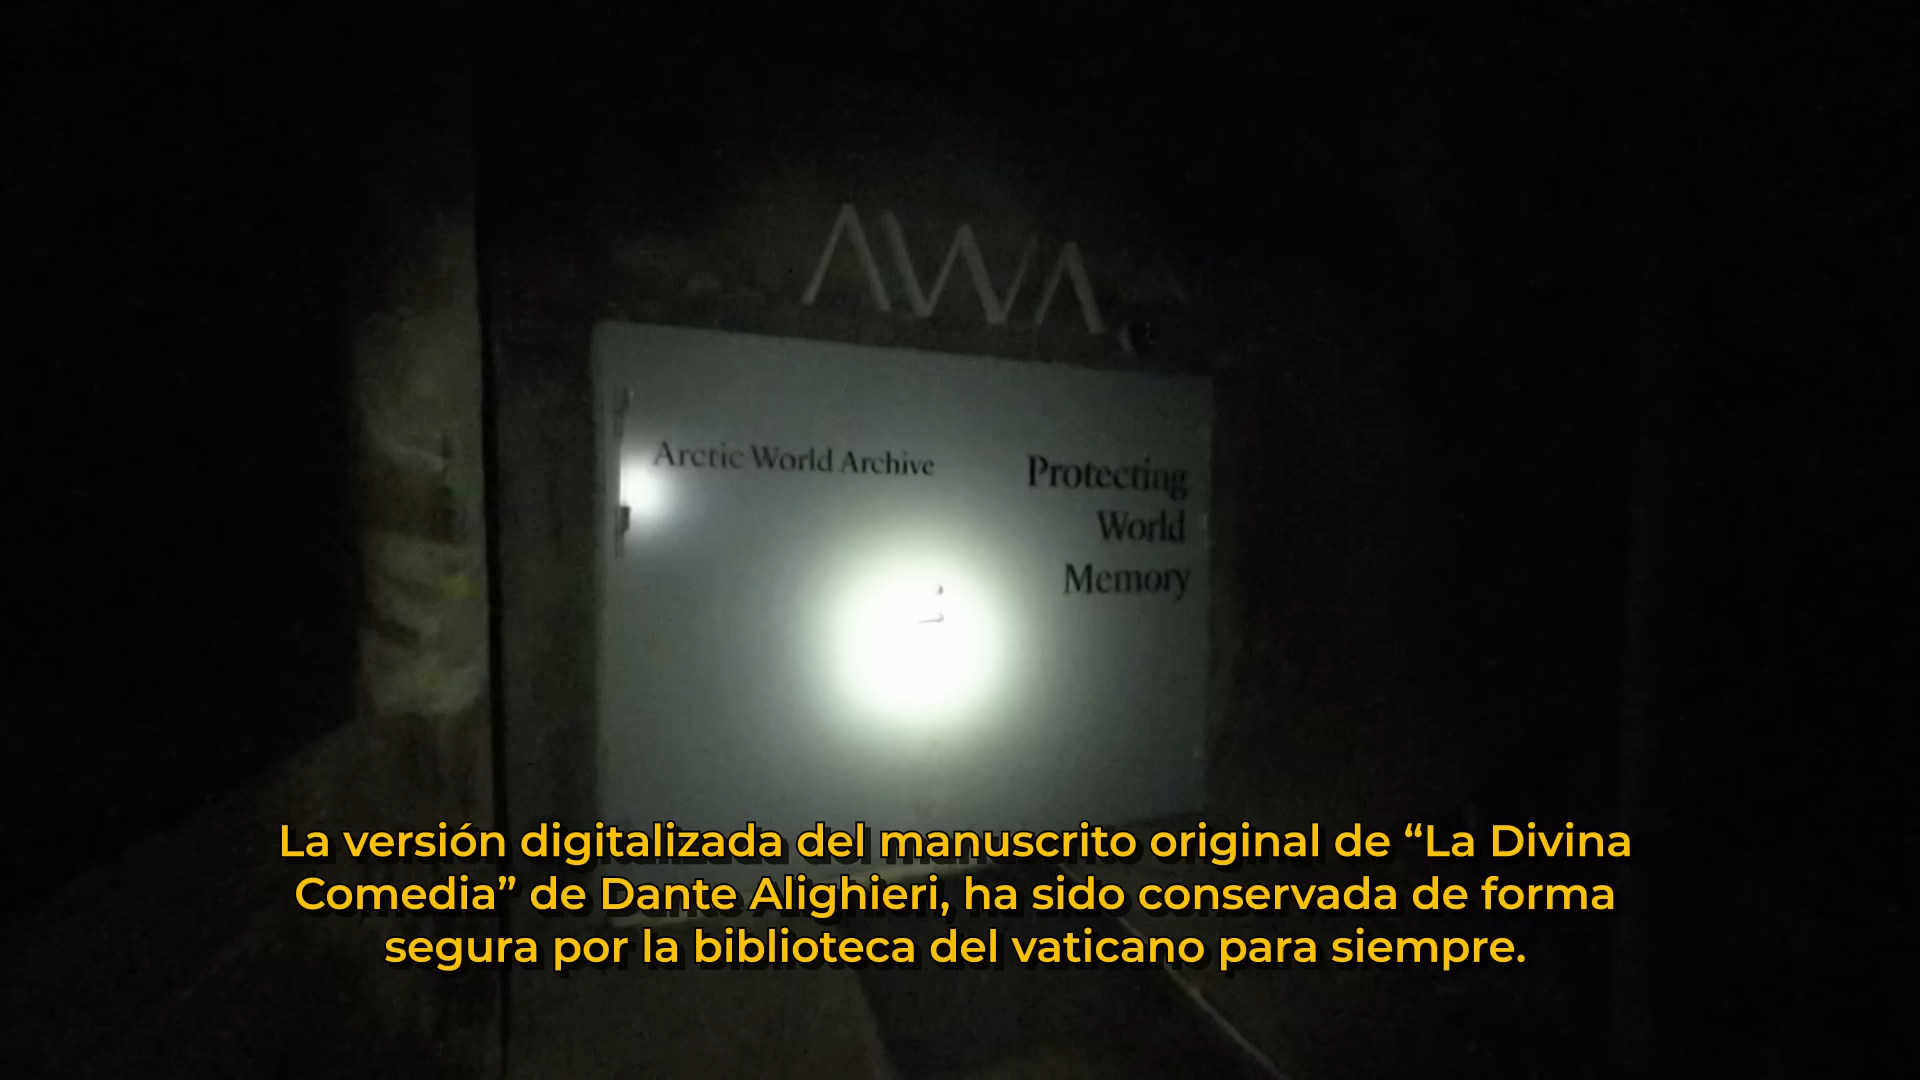 AWA
Arctic World Archive
Protecting
World
Memory
La versión digitalizada del manuscrito original de “La Divina
Comedia” de Dante Alighieri, ha sido conservada de forma
segura por la biblioteca del vaticano para siempre.